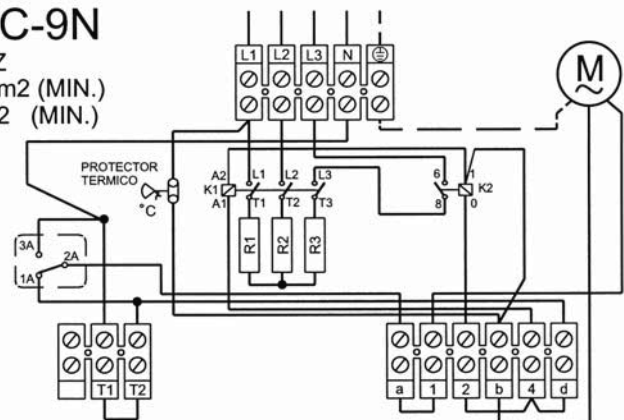 C-9N
Z
m2 (MIN.)
2 (MIN.)
L1 L2 L3 N
M
~
PROTECTOR
TERMICO
°C
A2 L1 L2 L3 6 1
K1 K2
A1 T1 T2 T3 8 0
R1 R2 R3
3A
2A
1A
T1 T2
a 1 2 b 4 d